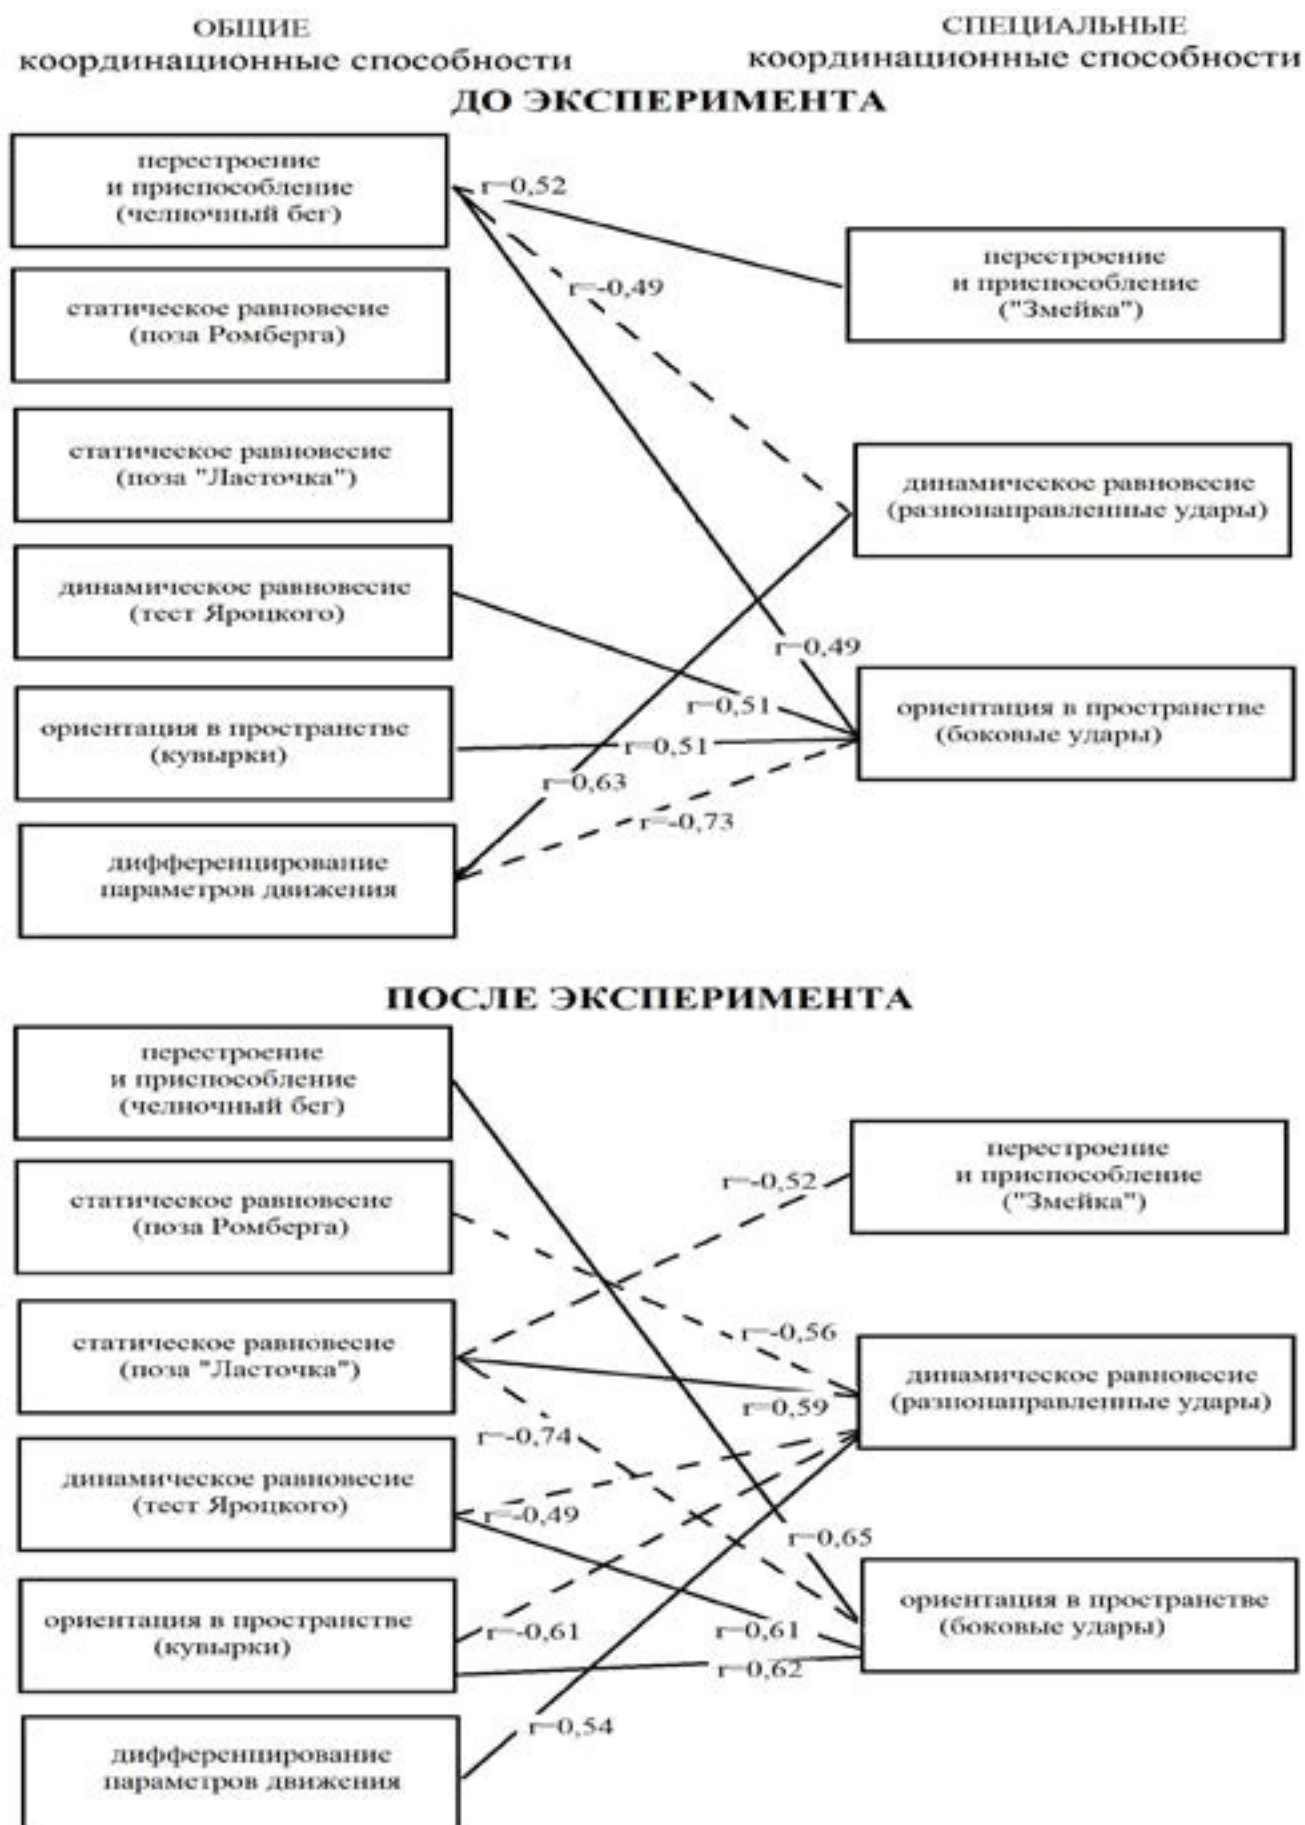 ОБЩИЕ
координационные способности
СПЕЦИАЛЬНЫЕ
координационные способности
ДО ЭКСПЕРИМЕНТА
перестроение
и приспособление
(челночный бег)
статическое равновесие
(поза Ромберга)
статическое равновесие
(поза "Ласточка")
динамическое равновесие
(тест Яроцкого)
ориентация в пространстве
(кувырки)
дифференцирование
параметров движения
r=0,52
r=-0,49
r=0,49
r=0,51
r=0,51
r=0,63
r=-0,73
перестроение
и приспособление
("Змейка")
динамическое равновесие
(разнонаправленные удары)
ориентация в пространстве
(боковые удары)
ПОСЛЕ ЭКСПЕРИМЕНТА
перестроение
и приспособление
(челночный бег)
статическое равновесие
(поза Ромберга)
статическое равновесие
(поза "Ласточка")
динамическое равновесие
(тест Яроцкого)
ориентация в пространстве
(кувырки)
дифференцирование
параметров движения
r=-0,52
r=-0,56
r=0,59
r=-0,74
r=-0,49
r=0,65
r=-0,61
r=0,61
r=0,62
r=0,54
перестроение
и приспособление
("Змейка")
динамическое равновесие
(разнонаправленные удары)
ориентация в пространстве
(боковые удары)